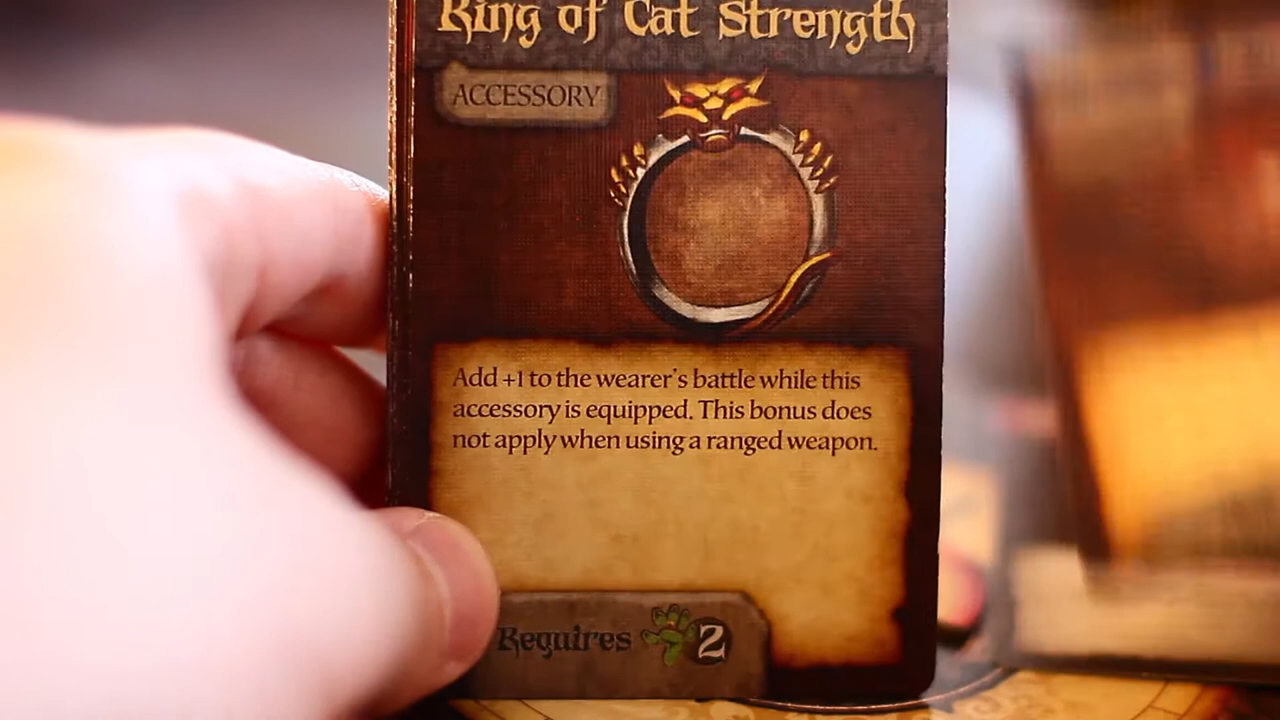 Ring of Cat Strength
ACCESSORY
Add +1 to the wearer's battle while this
accessory is equipped. This bonus does
not apply when using a ranged weapon.
Requires 2